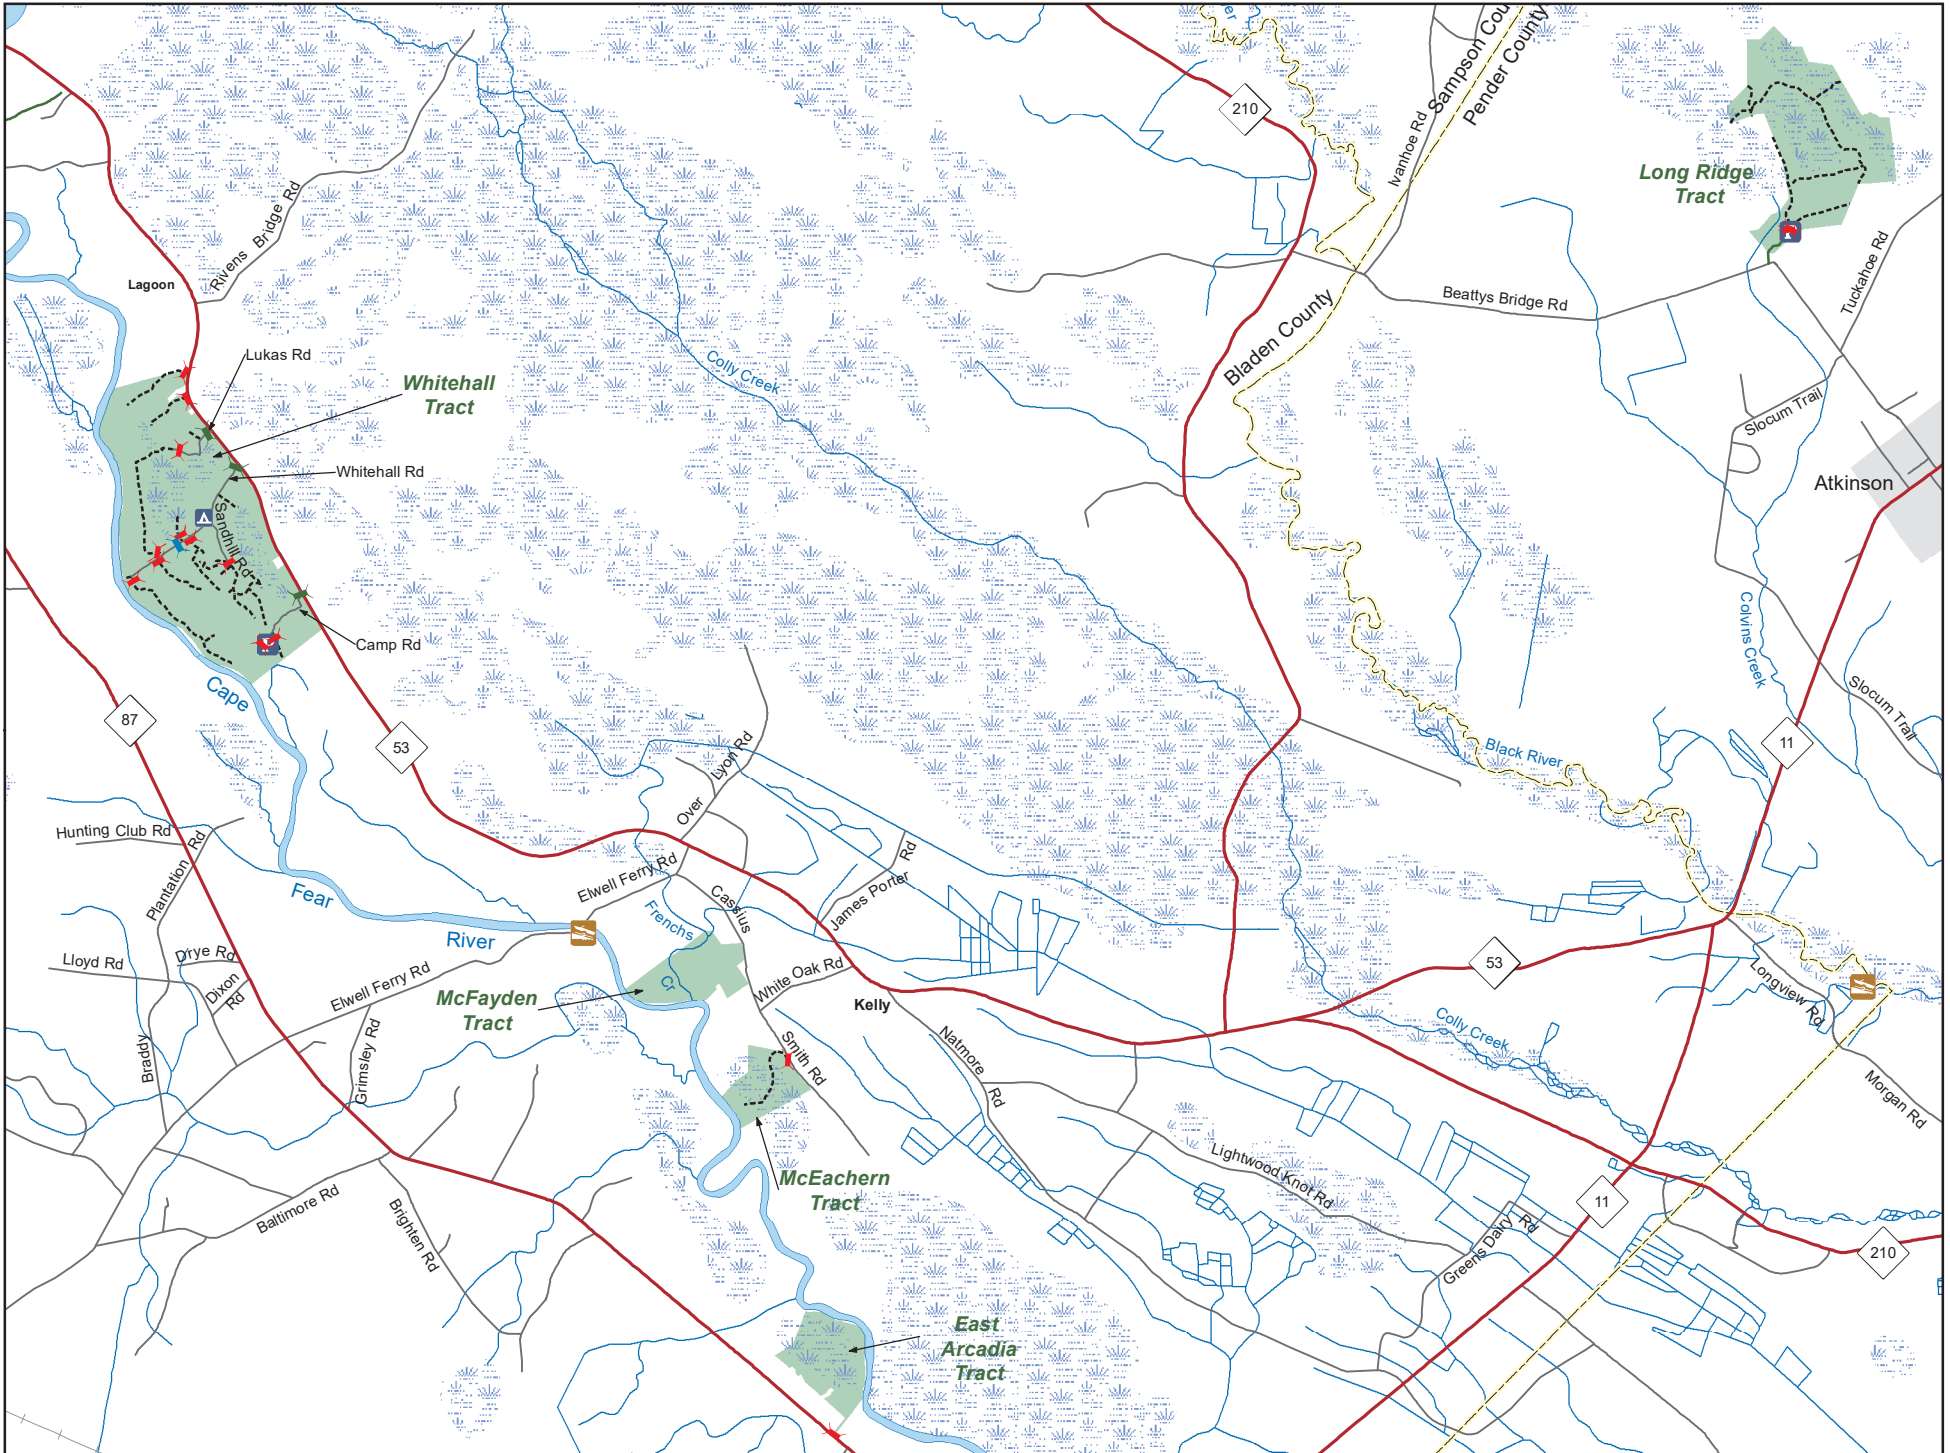 210
Ivanhoe Rd
Sampson Cou
Pender County
Long Ridge
Tract
Tuckahoe Rd
Rivens Bridge Rd
Lagoon
Beattys Bridge Rd
Bladen County
Lukas Rd
Colly Creek
Whitehall
Tract
Slocum Trail
Whitehall Rd
Atkinson
Sandhill Rd
Colvins Creek
Camp Rd
Cape
Slocum Trail
87
53
11
Black River
Over Lyon Rd
Hunting Club Rd
Plantation Rd
Fear
Elwell Ferry Rd
Cassius
James Porter Rd
Frenchs
Cr
River
Lloyd Rd
Drye Rd
Dixon
Rd
Elwell Ferry Rd
White Oak Rd
53
Longview Rd
McFayden
Tract
Kelly
Braddy
Grimsley Rd
Smith Rd
Natmore Rd
Colly Creek
Morgan Rd
McEachern
Tract
Lightwood Knot Rd
Baltimore Rd
Brighten Rd
Greens Dairy Rd
11
210
East
Arcadia
Tract